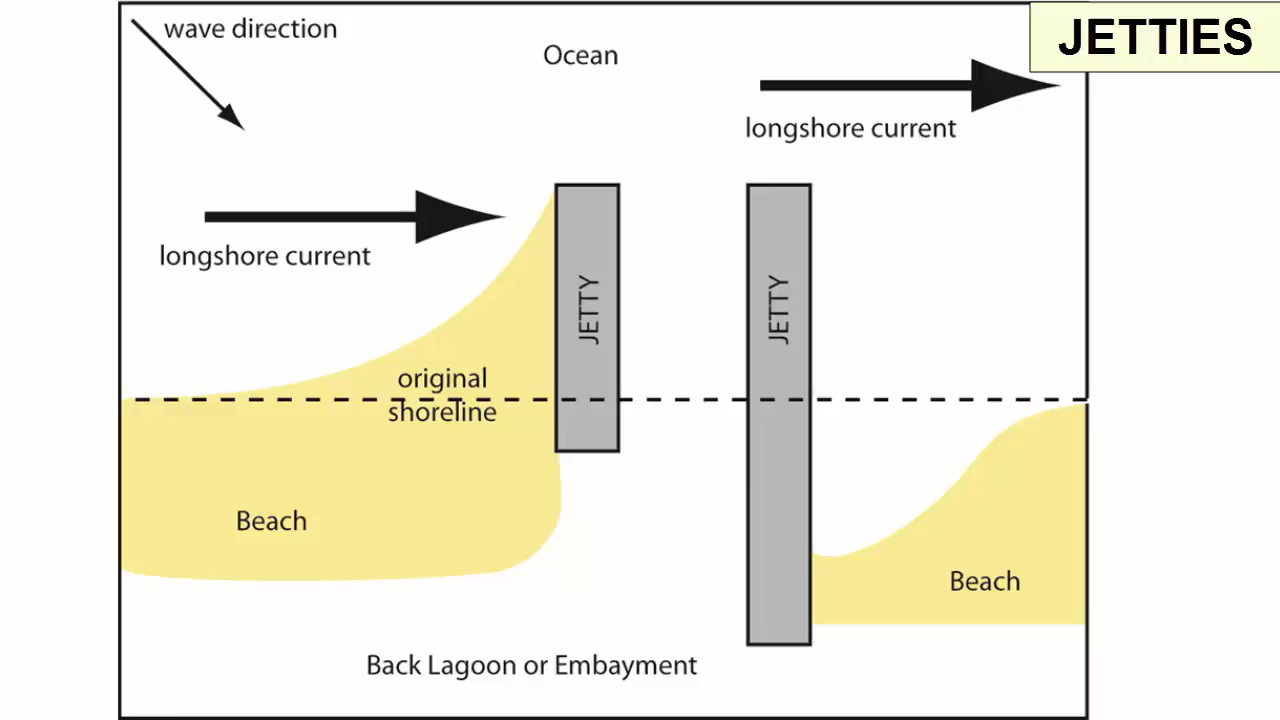 wave direction
Ocean
JETTIES
longshore current
longshore current
JETTY
JETTY
original
shoreline
Beach
Beach
Back Lagoon or Embayment